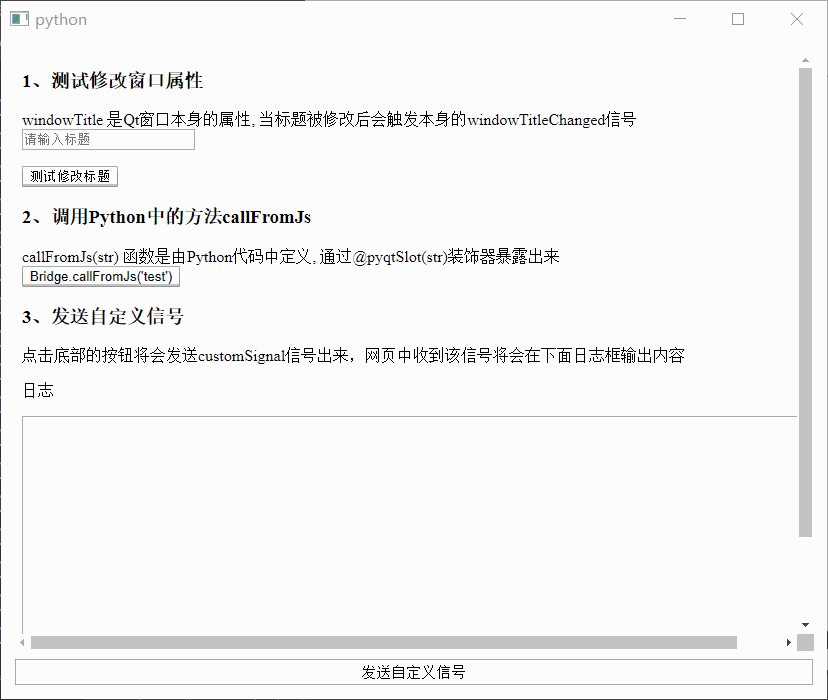 python
1、测试修改窗口属性
windowTitle 是Qt窗口本身的属性, 当标题被修改后会触发本身的windowTitleChanged信号
请输入标题
测试修改标题
2、调用Python中的方法callFromJs
callFromJs(str) 函数是由Python代码中定义, 通过@pyqtSlot(str)装饰器暴露出来
Bridge.callFromJs('test')
3、发送自定义信号
点击底部的按钮将会发送customSignal信号出来，网页中收到该信号将会在下面日志框输出内容
日志
发送自定义信号